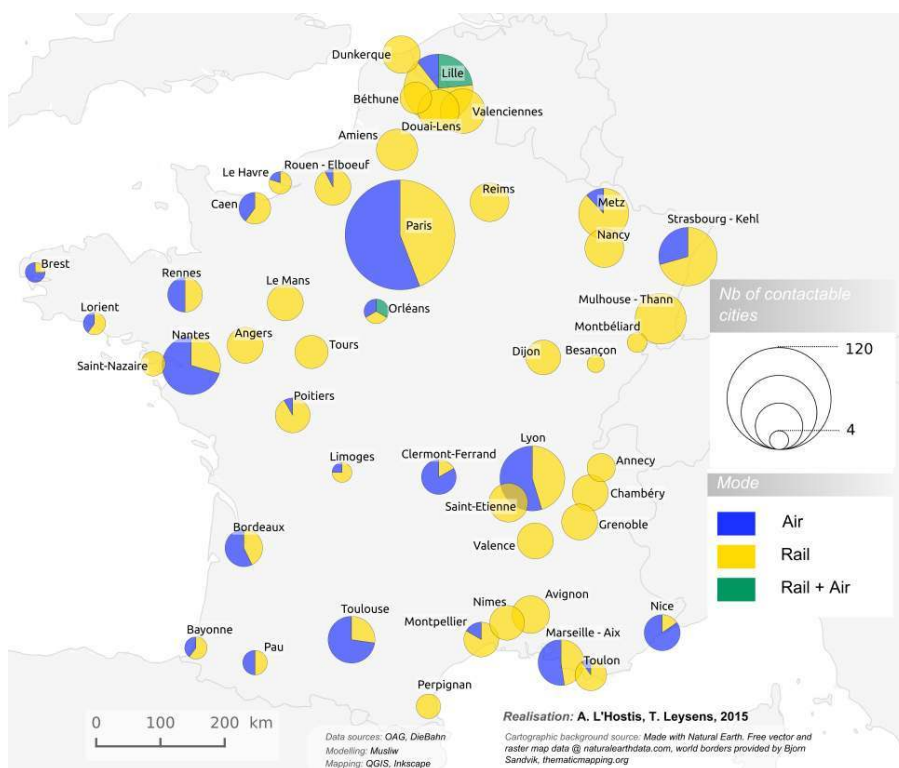 Dunkerque
Lille
Béthune
Valenciennes
Douai-Lens
Amiens
Le Havre
Rouen - Elboeuf
Reims
Metz
Caen
Paris
Nancy
Strasbourg - Kehl
Brest
Rennes
Le Mans
Orléans
Lorient
Mulhouse - Thann
Nantes
Angers
Montbéliard
Saint-Nazaire
Tours
Dijon
Besançon
Poitiers
Limoges
Clermont-Ferrand
Lyon
Annecy
Chambéry
Saint-Etienne
Grenoble
Bordeaux
Valence
Avignon
Nimes
Nice
Toulouse
Montpellier
Bayonne
Marseille - Aix
Pau
Toulon
Perpignan
Nb of contactable
cities
120
4
Mode
Air
Rail
Rail + Air
0 100 200 km
Data sources: OAG, DieBahn
Modelling: Musliw
Mapping: QGIS, Inkscape
Realisation: A. L'Hostis, T. Leysens, 2015
Cartographic background source: Made with Natural Earth. Free vector and
raster map data @ naturalearthdata.com, world borders provided by Bjorn
Sandvik, thematicmapping.org